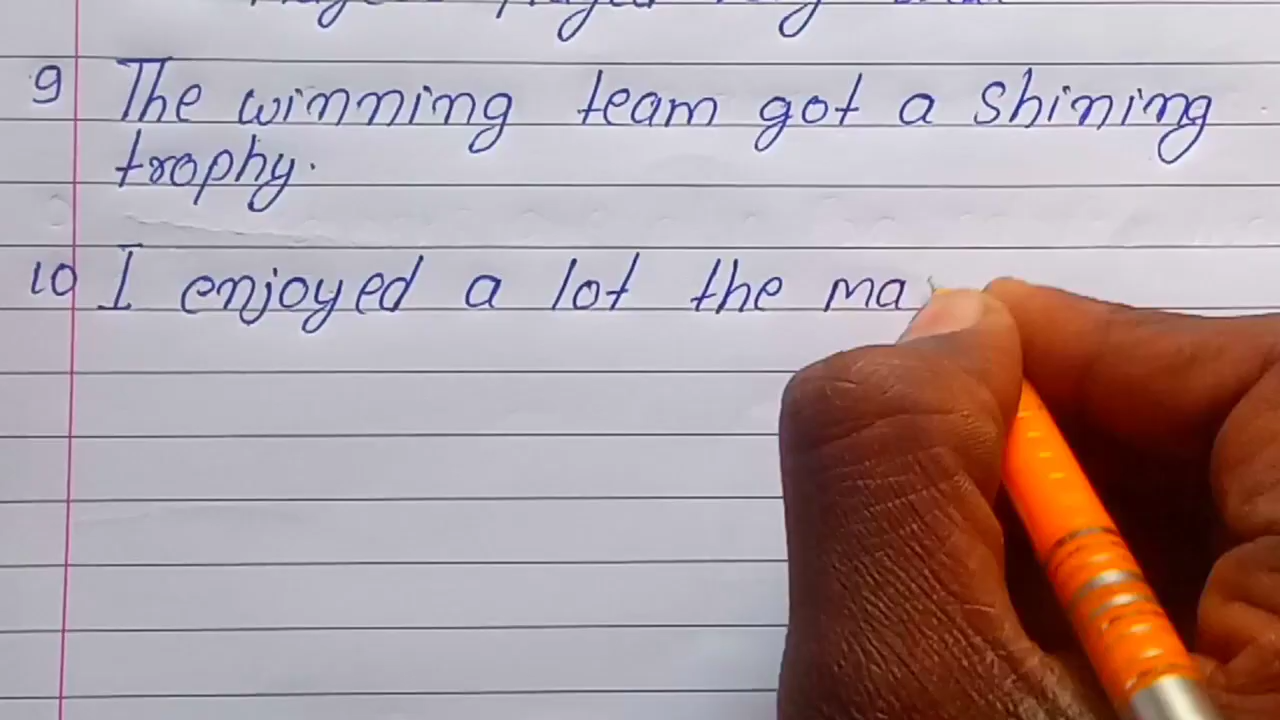 9 The winning team got a shining
trophy.
10 I enjoyed a lot the ma